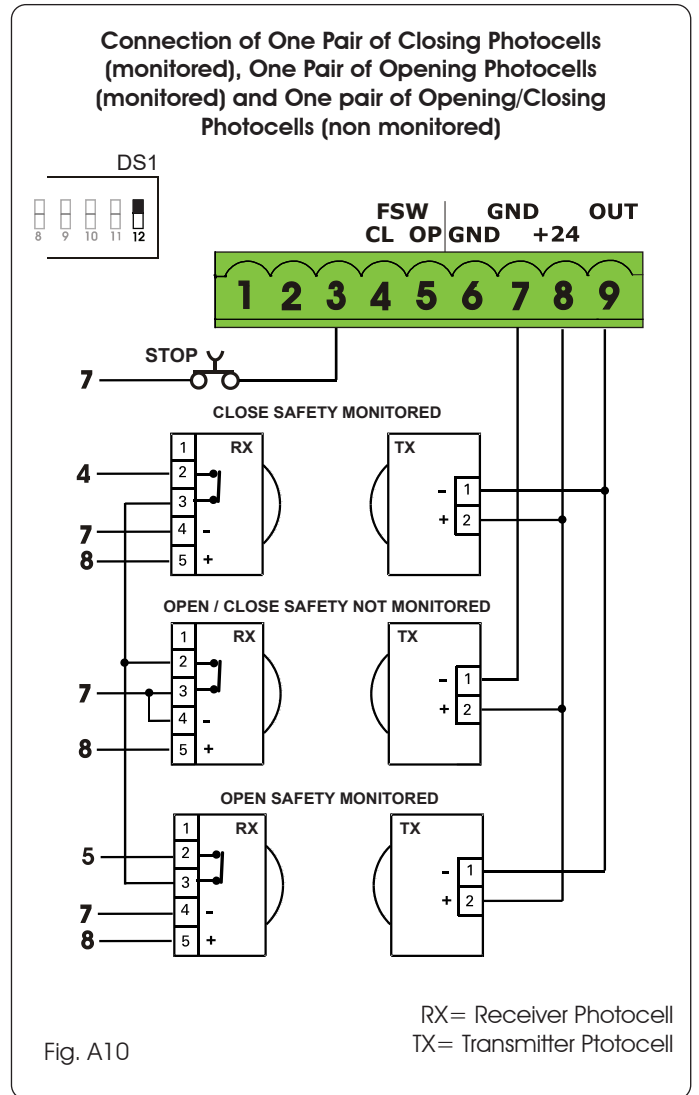 Connection of One Pair of Closing Photocells
(monitored), One Pair of Opening Photocells
(monitored) and One pair of Opening/Closing
Photocells (non monitored)
DS1
8 9 10 11 12
FSW GND OUT
CL OP GND +24
1 2 3 4 5 6 7 8 9
STOP
7
CLOSE SAFETY MONITORED
1 RX TX
4 2
3 - 1
7 4 - + 2
8 5 +
OPEN / CLOSE SAFETY NOT MONITORED
1 RX TX
2
7 3 - 1
4 - + 2
8 5 +
OPEN SAFETY MONITORED
1 RX TX
5 2
3 - 1
7 4 - + 2
8 5 +
RX= Receiver Photocell
Fig. A10 TX= Transmitter Ptotocell